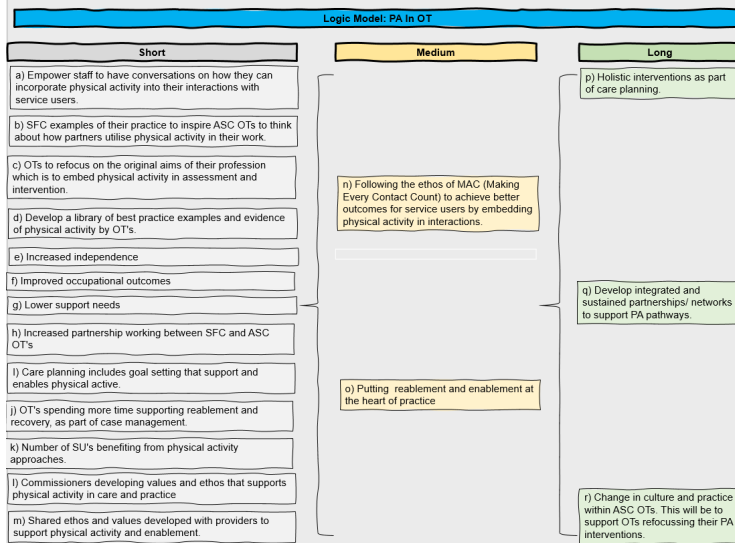 Logic Model: PA In OT
Short
a) Empower staff to have conversations on how they can
incorporate physical activity into their interactions with
service users.
b) SFC examples of their practice to inspire ASC OTs to think
about how partners utilise physical activity in their work.
c) OTs to refocus on the original aims of their profession
which is to embed physical activity in assessment and
intervention.
d) Develop a library of best practice examples and evidence
of physical activity by OT's.
e) Increased independence
f) Improved occupational outcomes
g) Lower support needs
h) Increased partnership working between SFC and ASC
OT's
I) Care planning includes goal setting that support and
enables physical active.
j) OT's spending more time supporting reablement and
recovery, as part of case management.
k) Number of SU's benefiting from physical activity
approaches.
l) Commissioners developing values and ethos that supports
physical activity in care and practice
m) Shared ethos and values developed with providers to
support physical activity and enablement.
Medium
n) Following the ethos of MAC (Making
Every Contact Count) to achieve better
outcomes for service users by embedding
physical activity in interactions.
o) Putting reablement and enablement at
the heart of practice
Long
p) Holistic interventions as part
of care planning.
q) Develop integrated and
sustained partnerships/ networks
to support PA pathways.
r) Change in culture and practice
within ASC OTs. This will be to
support OTs refocussing their PA
interventions.